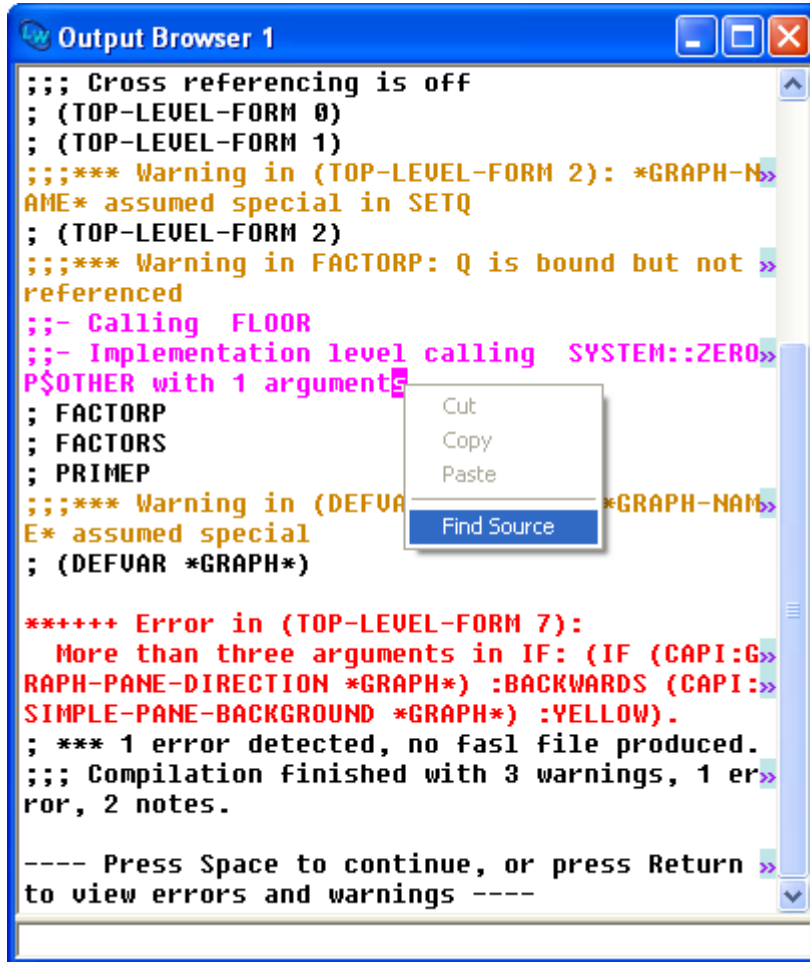 Output Browser 1
;;; Cross referencing is off
; (TOP-LEVEL-FORM 0)
; (TOP-LEVEL-FORM 1)
;;;*** Warning in (TOP-LEVEL-FORM 2): *GRAPH-N»
AME* assumed special in SETQ
; (TOP-LEVEL-FORM 2)
;;;*** Warning in FACTORP: Q is bound but not »
referenced
;;- Calling  FLOOR
;;- Implementation level calling  SYSTEM::ZERO»
P$OTHER with 1 arguments
; FACTORP
; FACTORS
; PRIMEP
;;;*** Warning in (DEFVA *GRAPH-NAM»
E* assumed special
; (DEFVAR *GRAPH*)
Cut
Copy
Paste
Find Source
**++++ Error in (TOP-LEVEL-FORM 7):
More than three arguments in IF: (IF (CAPI:G»
RAPH-PANE-DIRECTION *GRAPH*) :BACKWARDS (CAPI:»
SIMPLE-PANE-BACKGROUND *GRAPH*) :YELLOW).
; *** 1 error detected, no fasl file produced.
;;; Compilation finished with 3 warnings, 1 er»
ror, 2 notes.
---- Press Space to continue, or press Return »
to view errors and warnings ----